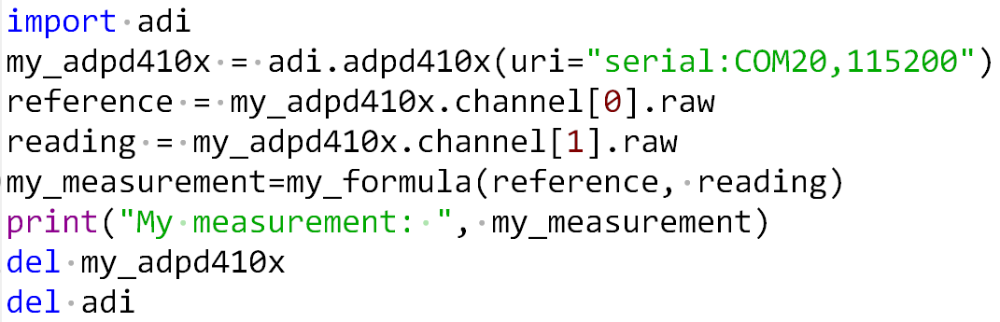 import adi
my_adpd410x = adi.adpd410x(uri="serial:COM20,115200")
reference = my_adpd410x.channel[0].raw
reading = my_adpd410x.channel[1].raw
my_measurement=my_formula(reference, reading)
print("My measurement: ", my_measurement)
del my_adpd410x
del adi